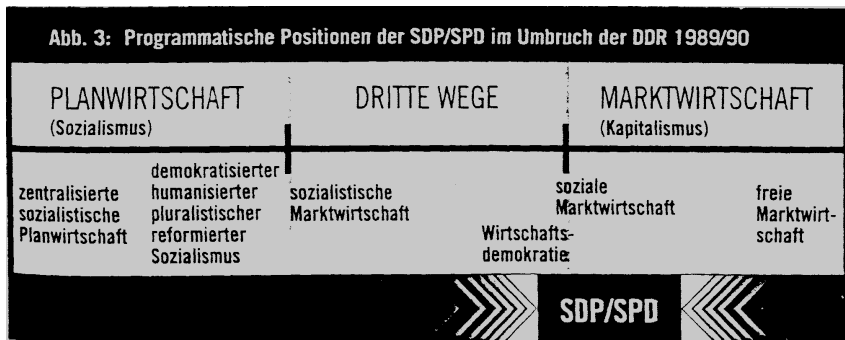 Abb. 3: Programmatische Positionen der SDP/SPD im Umbruch der DDR 1989/90
PLANWIRTSCHAFT
(Sozialismus)
DRITTE WEGE
MARKTWIRTSCHAFT
(Kapitalismus)
zentralisierte
sozialistische
Planwirtschaft
demokratisierter
humanisierter
pluralistischer
reformierter
Sozialismus
sozialistische
Marktwirtschaft
Wirtschafts-
demokratie
soziale
Marktwirtschaft
freie
Marktwirt-
schaft
SDP/SPD